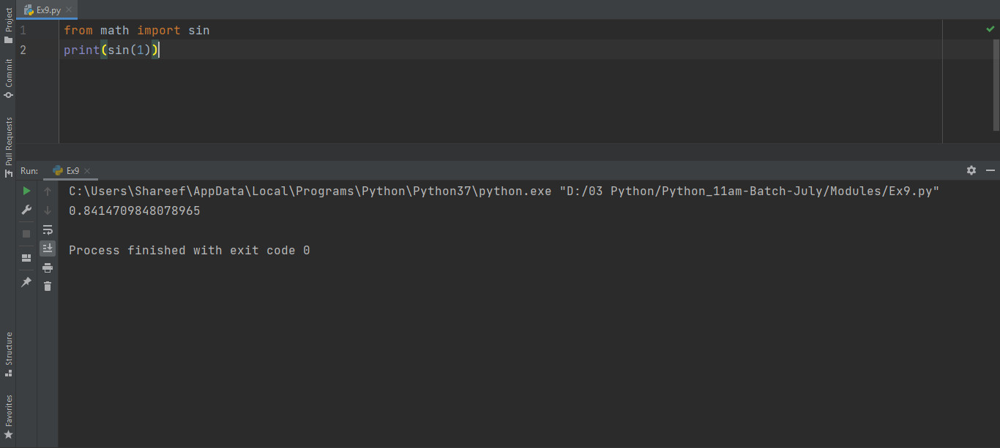 Ex9.py
Project
Commit
Pull Requests
Structure
Favorites
1 from math import sin
2 print(sin(1))
Run: Ex9
C:\Users\Shareef\AppData\Local\Programs\Python\Python37\python.exe "D:/03 Python/Python_11am-Batch-July/Modules/Ex9.py"
0.8414709848078965
Process finished with exit code 0